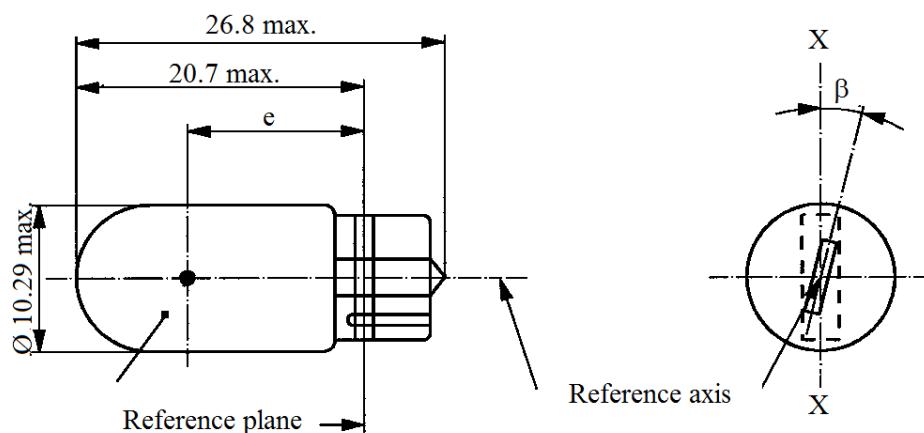 26.8 max.
X
20.7 max.
β
e
Ø 10.29 max.
Reference axis
Reference plane
X